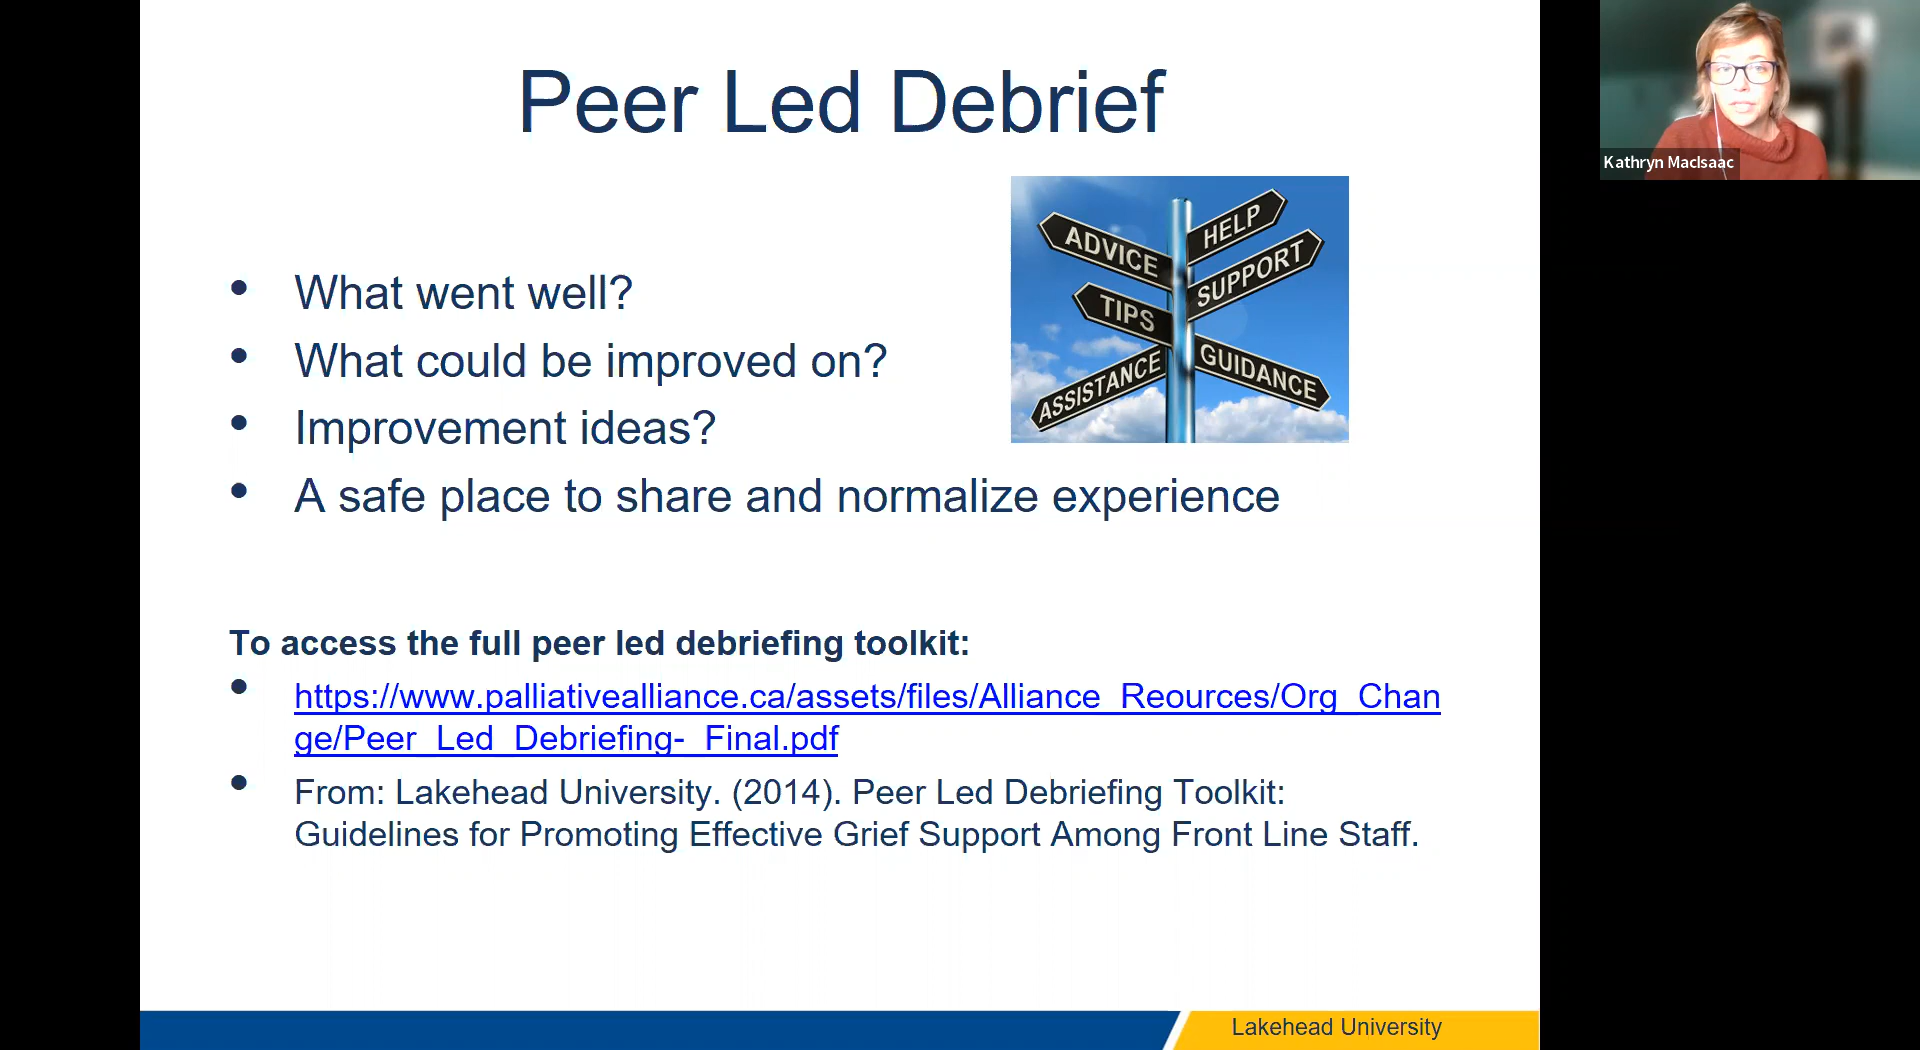 Peer Led Debrief
Kathryn MacIsaac
ADVICE
HELP
SUPPORT
TIPS
GUIDANCE
ASSISTANCE
• What went well?
• What could be improved on?
• Improvement ideas?
• A safe place to share and normalize experience
To access the full peer led debriefing toolkit:
• https://www.palliativealliance.ca/assets/files/Alliance_Reources/Org_Chan
ge/Peer_Led_Debriefing-_Final.pdf
• From: Lakehead University. (2014). Peer Led Debriefing Toolkit:
Guidelines for Promoting Effective Grief Support Among Front Line Staff.
Lakehead University